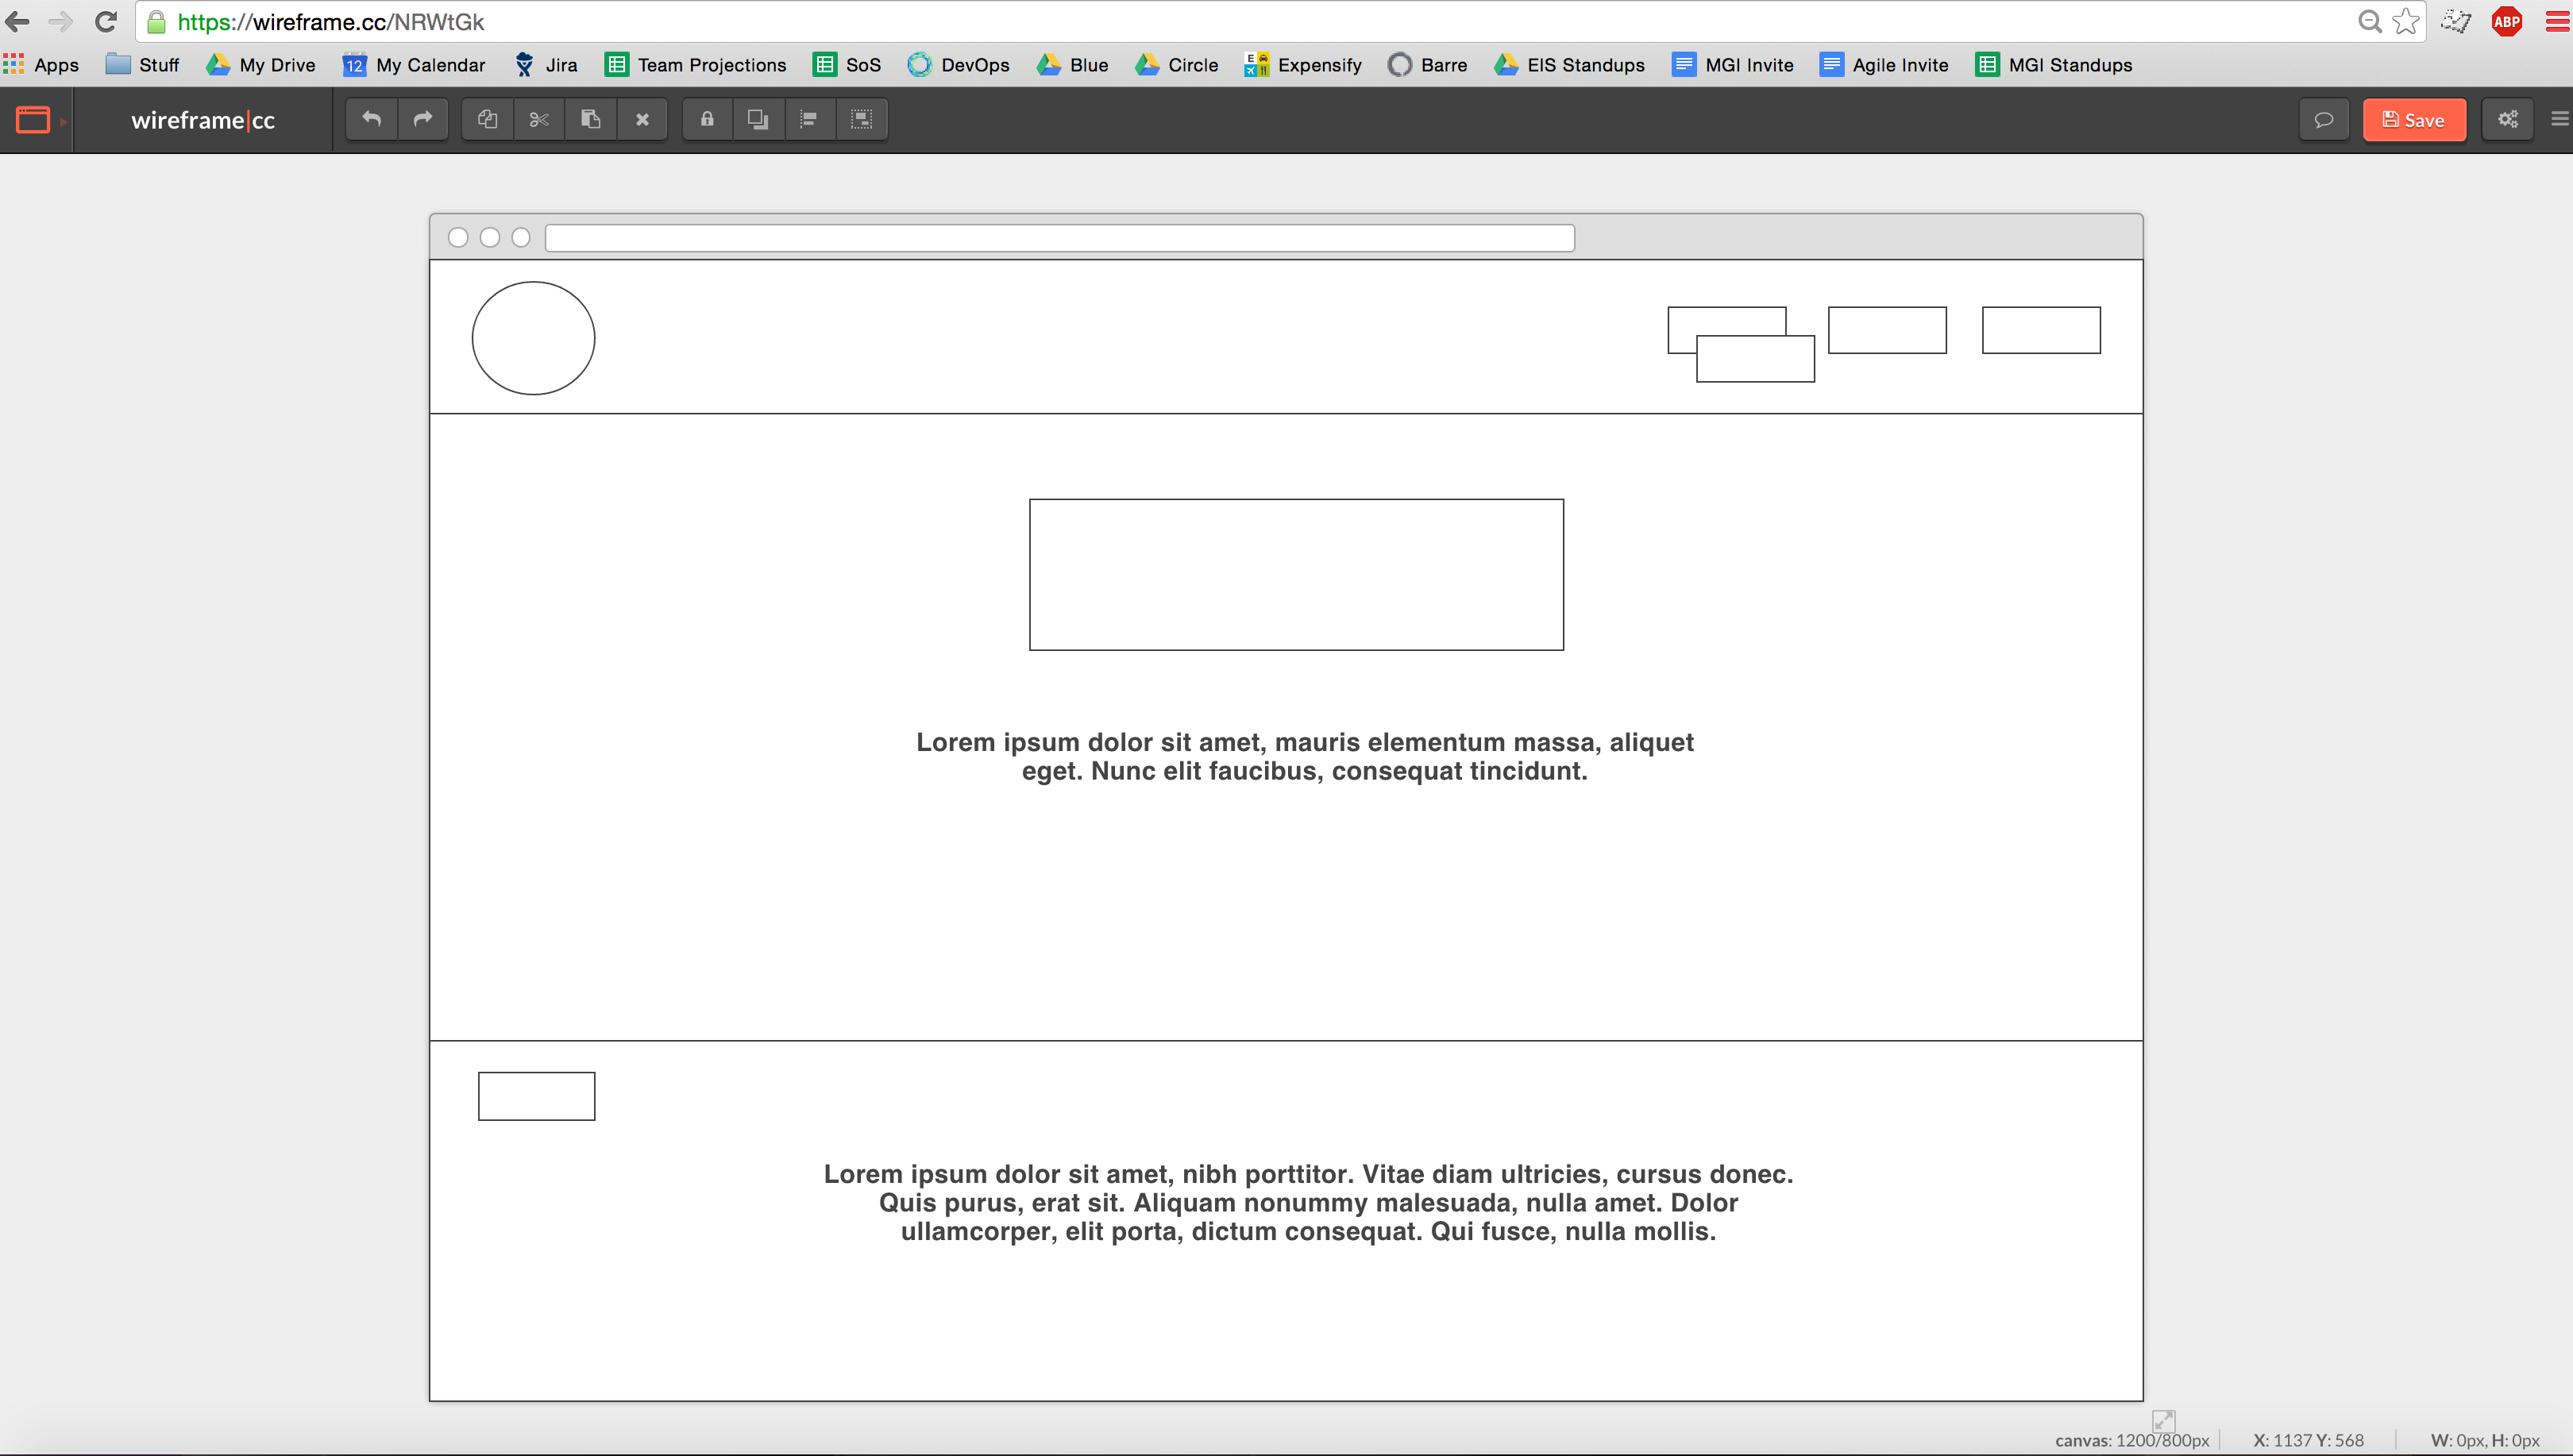 https://wireframe.cc/NRWtGk
ABP
Apps Stuff My Drive 12 My Calendar Jira Team Projections SoS DevOps Blue Circle E Expensify Barre EIS Standups MGI Invite Agile Invite MGI Standups
wireframe|cc Save
Lorem ipsum dolor sit amet, mauris elementum massa, aliquet
eget. Nunc elit faucibus, consequat tincidunt.
Lorem ipsum dolor sit amet, nibh porttitor. Vitae diam ultricies, cursus donec.
Quis purus, erat sit. Aliquam nonummy malesuada, nulla amet. Dolor
ullamcorper, elit porta, dictum consequat. Qui fusce, nulla mollis.
canvas: 1200/800px X: 1137 Y: 568 W: 0px, H: 0px